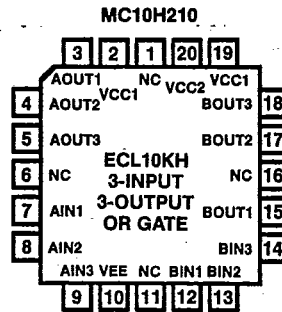 MC10H210
3 2 1 20 19
AOUT1 NC VCC1
VCC1 VCC2
4 AOUT2 BOUT3 18
5 AOUT3 BOUT2 17
ECL10KH
6 NC 3-INPUT NC 16
3-OUTPUT
7 AIN1 OR GATE BOUT1 15
8 AIN2 BIN3 14
AIN3 VEE NC BIN1 BIN2
9 10 11 12 13